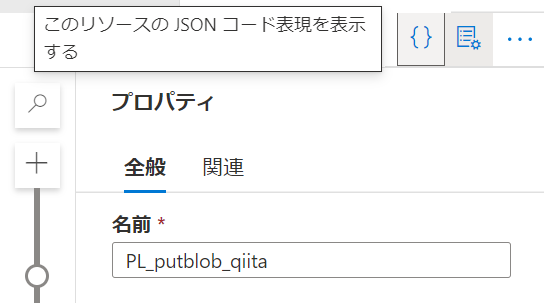 このリソースの JSON コード表現を表示
する
{}
プロパティ
全般 関連
名前 *
PL_putblob_qiita